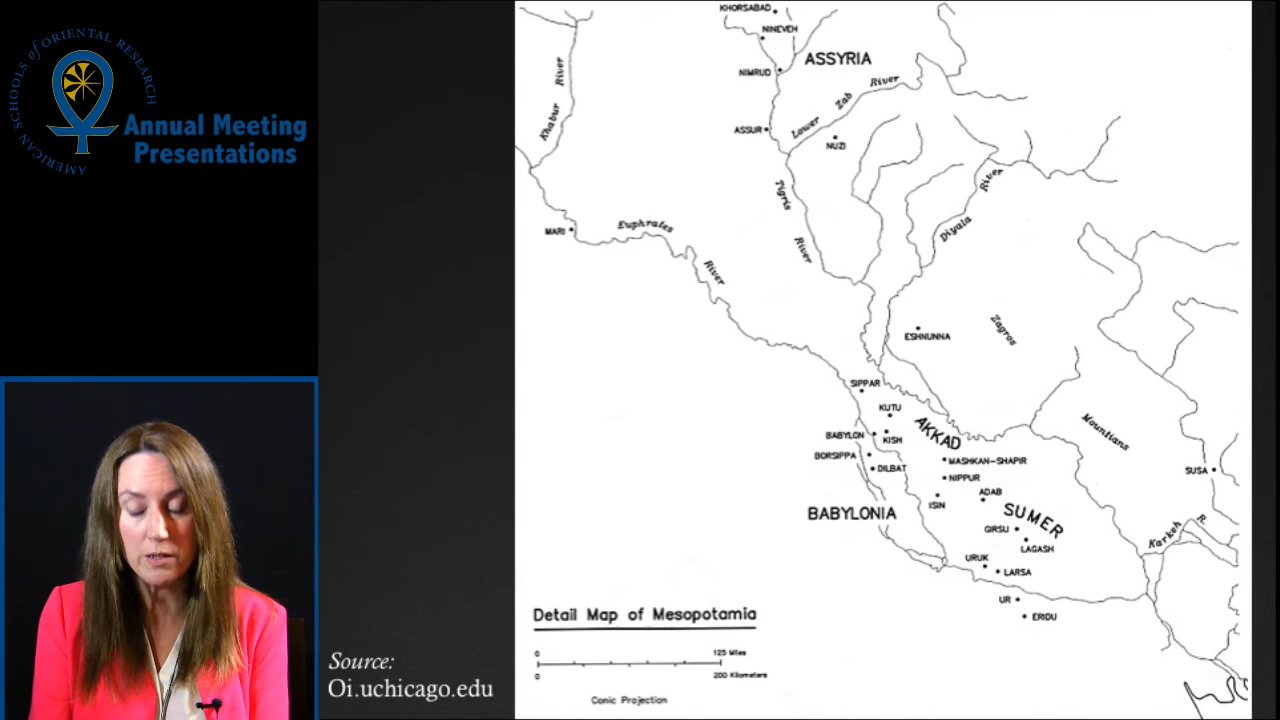 AMERICAN SCHOOLS of ORIENTAL RESEARCH
Annual Meeting
Presentations
KHORSABAD
NINEVEH
NIMRUD
ASSYRIA
Khabur River
Lower Zab River
ASSUR
NUZI
Tigris River
Diyala River
MARI
Euphrates River
ESHNUNNA
Zagros
Mountians
SIPPAR
KUTU
AKKAD
BABYLON
KISH
BORSIPPA
DILBAT
MASHKAN-SHAPIR
NIPPUR
SUSA
ISIN
ADAB
BABYLONIA
SUMER
GIRSU
LAGASH
Karkeh R.
URUK
LARSA
UR
ERIDU
Detail Map of Mesopotamia
0 125 Miles
0 200 Kilometers
Conic Projection
Source:
Oi.uchicago.edu